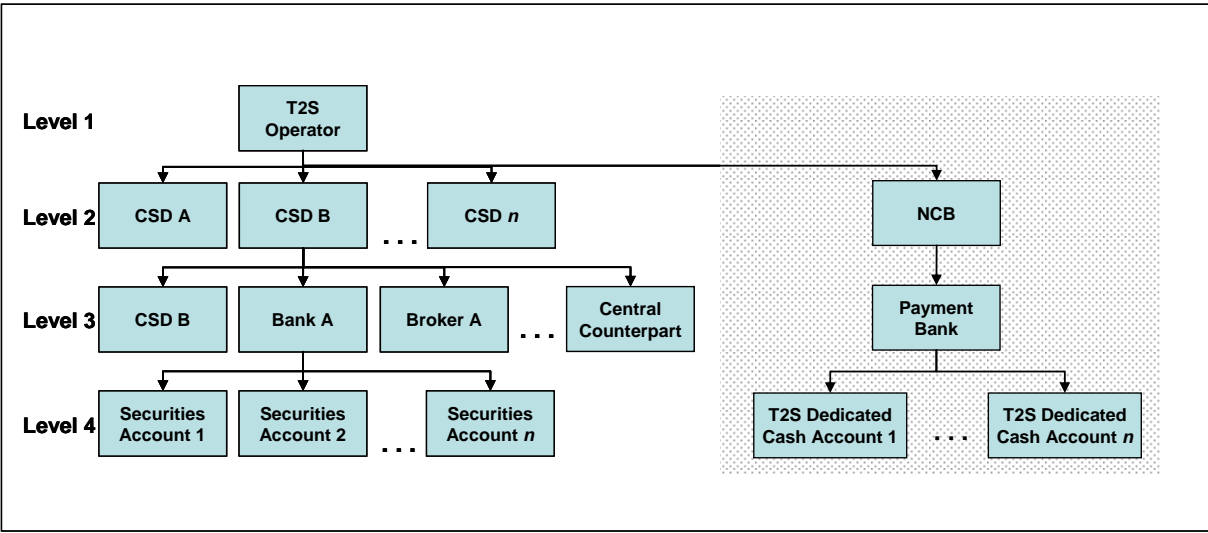 Level 1
T2S
Operator
Level 2
CSD A
CSD B
...
CSD n
NCB
Level 3
CSD B
Bank A
Broker A
...
Central
Counterpart
Payment
Bank
Level 4
Securities
Account 1
Securities
Account 2
...
Securities
Account n
T2S Dedicated
Cash Account 1
...
T2S Dedicated
Cash Account n